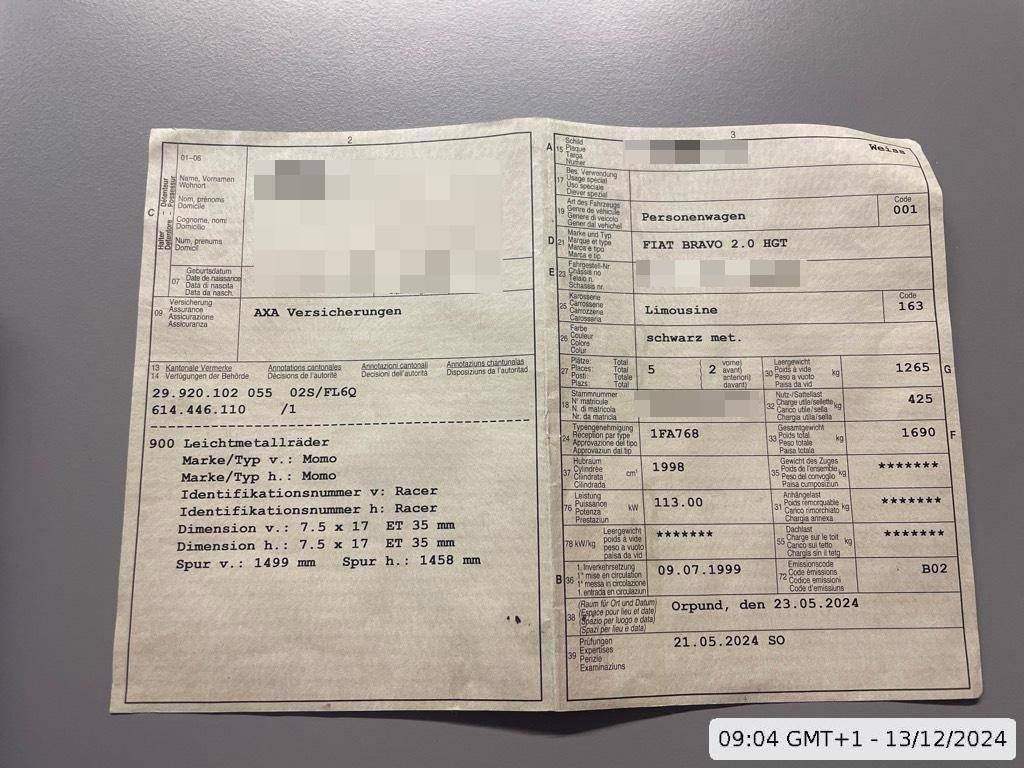 2
01–06
Name, Vornamen
Wohnort
Nom, prénoms
Domicile
Cognome, nomi
Domicilio
Num, prenums
Domicil
C
Halter – Détenteur
Detentore – Possessur
07
Geburtsdatum
Date de naissance
Data di nascita
Data da nasch.
09
Versicherung
Assurance
Assicurazione
Assicuranza
AXA Versicherungen
13 Kantonale Vermerke Annotations cantonales Annotazioni cantonali Annotaziuns chantunalas
14 Verfügungen der Behörde Décisions de l'autorité Decisioni dell'autorità Disposiziuns da l'autoritad
29.920.102 055 02S/FL6Q
614.446.110 /1
900 Leichtmetallräder
Marke/Typ v.: Momo
Marke/Typ h.: Momo
Identifikationsnummer v: Racer
Identifikationsnummer h: Racer
Dimension v.: 7.5 x 17 ET 35 mm
Dimension h.: 7.5 x 17 ET 35 mm
Spur v.: 1499 mm Spur h.: 1458 mm
3
A 15
Schild
Plaque
Targa
Numer
Weiss
17
Bes. Verwendung
Usage spécial
Uso speciale
Diever spezial
19
Art des Fahrzeugs
Genre de véhicule
Genere di veicolo
Gener dal vehichel
Personenwagen
Code
001
D 21
Marke und Typ
Marque et type
Marca e tipo
Marca e tip
FIAT BRAVO 2.0 HGT
E 23
Fahrgestell-Nr.
Châssis no
Telaio n.
Schassis nr.
25
Karosserie
Carrosserie
Carrozzeria
Carossaria
Limousine
Code
163
26
Farbe
Couleur
Colore
Colur
schwarz met.
27
Plätze: Total
Places: Total
Posti: Totale
Plazs: Total
5
2
vorne)
avant)
anteriori)
davant)
30
Leergewicht
Poids à vide
Peso a vuoto
Paisa da vid
kg
1265
G
18
Stammnummer
N° matricule
N. di matricola
Nr. da matricla
32
Nutz-/Sattellast
Charge utile/sellette
Carico utile/sella
Chargia utila/sella
kg
425
24
Typengenehmigung
Réception par type
Approvazione del tipo
Approvaziun dal tip
1FA768
33
Gesamtgewicht
Poids total
Peso totale
Paisa totala
kg
1690
F
37
Hubraum
Cylindrée
Cilindrata
Cilindrada
cm³
1998
35
Gewicht des Zuges
Poids de l'ensemble
Peso del convoglio
Paisa cumposiziun
kg
*******
76
Leistung
Puissance
Potenza
Prestaziun
kW
113.00
31
Anhängelast
Poids remorquable
Carico rimorchiato
Chargia annexa
kg
*******
78 kW/kg
Leergewicht
poids à vide
peso a vuoto
paisa da vid
*******
55
Dachlast
Charge sur le toit
Carico sul tetto
Chargia sin il tetg
kg
*******
B 36
1. Inverkehrsetzung
1re mise en circulation
1a messa in circolazione
1. entrada en circulaziun
09.07.1999
72
Emissionscode
Code émissions
Codice emissioni
Code d'emissiuns
B02
38
(Raum für Ort und Datum)
(Espace pour lieu et date)
(Spazio per luogo e data)
(Spazi per lieu e data)
Orpund, den 23.05.2024
39
Prüfungen
Expertises
Perizie
Examinaziuns
21.05.2024 SO
09:04 GMT+1 - 13/12/2024